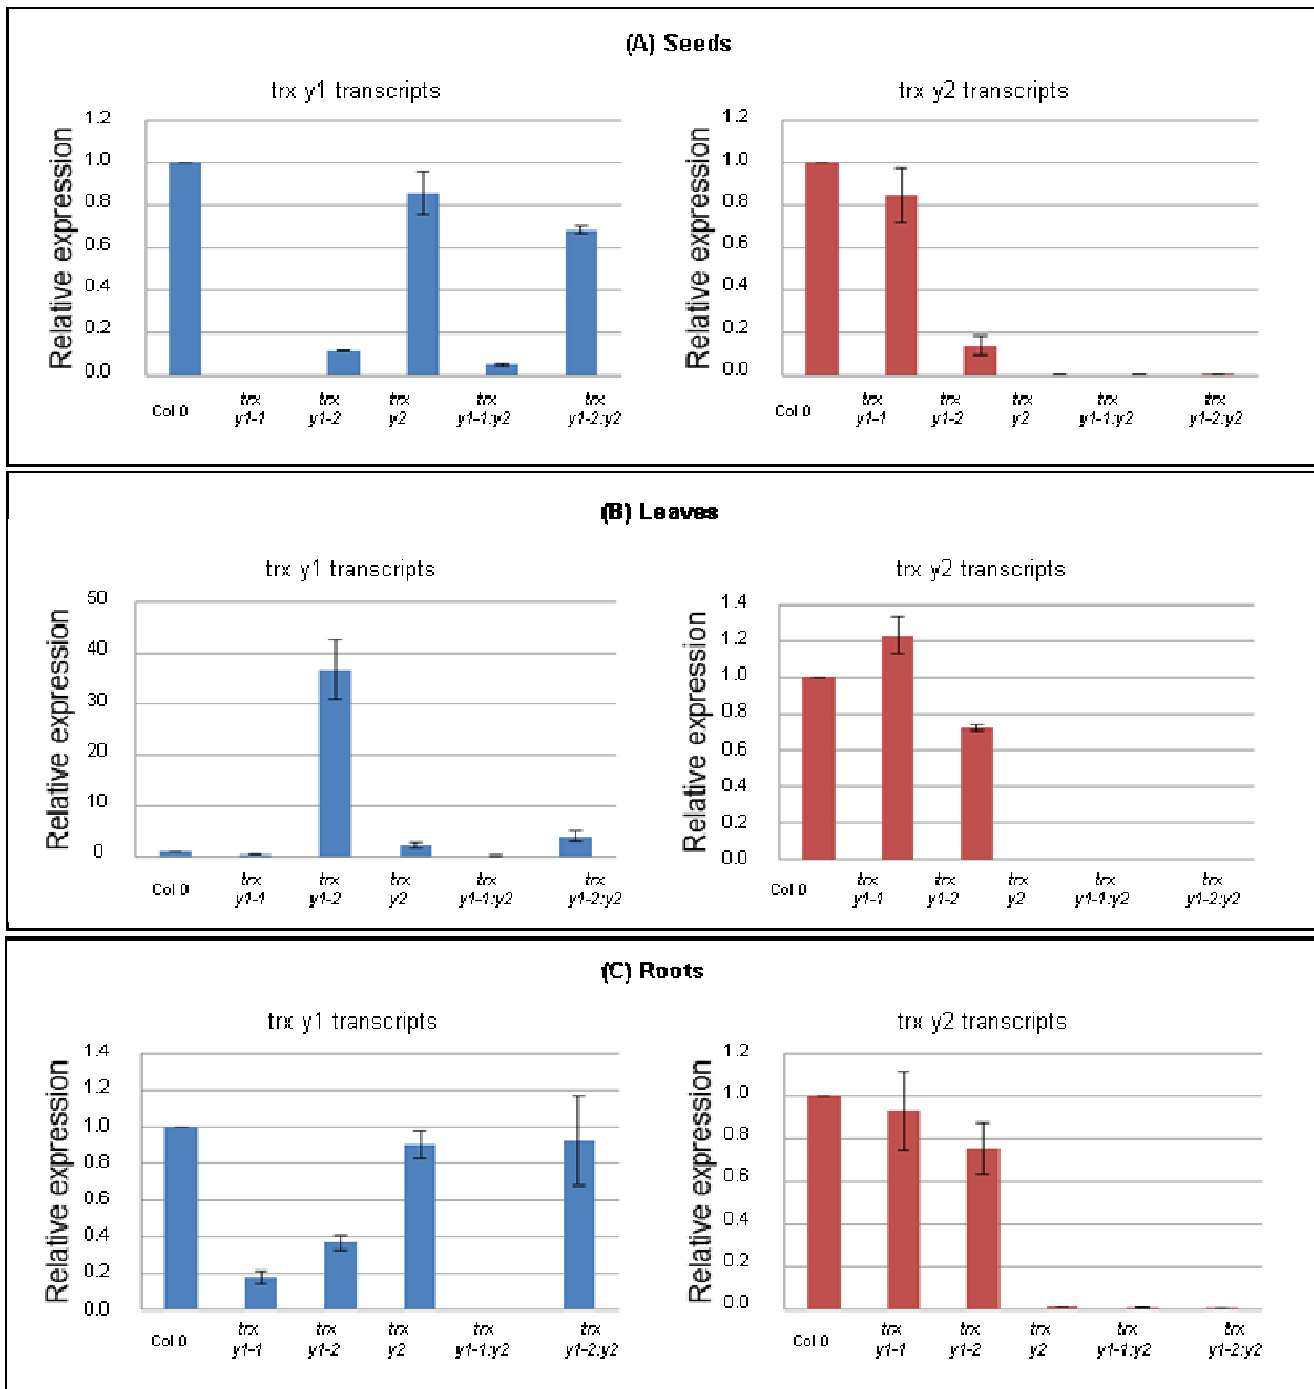 (A) Seeds
trx y1 transcripts
Relative expression
1.2
1.0
0.8
0.6
0.4
0.2
0.0
Col 0
trx y1-1
trx y1-2
trx y2
trx y1-1:y2
trx y1-2:y2
trx y2 transcripts
Relative expression
1.2
1.0
0.8
0.6
0.4
0.2
0.0
Col 0
trx y1-1
trx y1-2
trx y2
trx y1-1:y2
trx y1-2:y2
(B) Leaves
trx y1 transcripts
Relative expression
50
40
30
20
10
0
Col 0
trx y1-1
trx y1-2
trx y2
trx y1-1:y2
trx y1-2:y2
trx y2 transcripts
Relative expression
1.4
1.2
1.0
0.8
0.6
0.4
0.2
0.0
Col 0
trx y1-1
trx y1-2
trx y2
trx y1-1:y2
trx y1-2:y2
(C) Roots
trx y1 transcripts
Relative expression
1.4
1.2
1.0
0.8
0.6
0.4
0.2
0.0
Col 0
trx y1-1
trx y1-2
trx y2
trx y1-1:y2
trx y1-2:y2
trx y2 transcripts
Relative expression
1.2
1.0
0.8
0.6
0.4
0.2
0.0
Col 0
trx y1-1
trx y1-2
trx y2
trx y1-1:y2
trx y1-2:y2